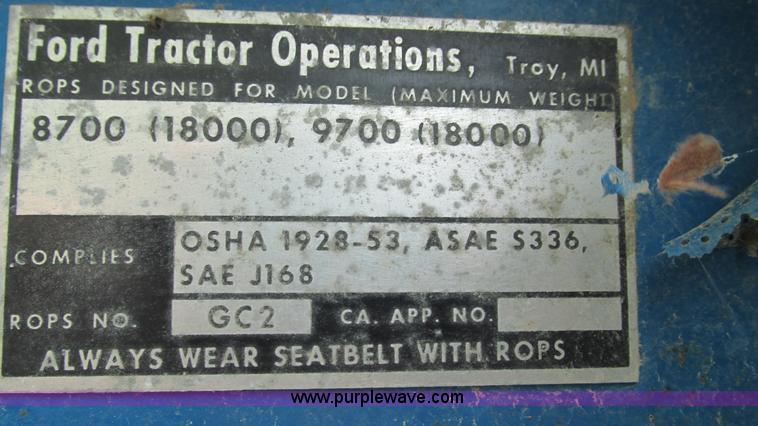 Ford Tractor Operations, Troy, MI
ROPS DESIGNED FOR MODEL (MAXIMUM WEIGHT)
8700 (18000), 9700 (18000)
COMPLIES
OSHA 1928-53, ASAE S336,
SAE J168
ROPS NO. GC2 CA. APP. NO.
ALWAYS WEAR SEATBELT WITH ROPS
www.purplewave.com